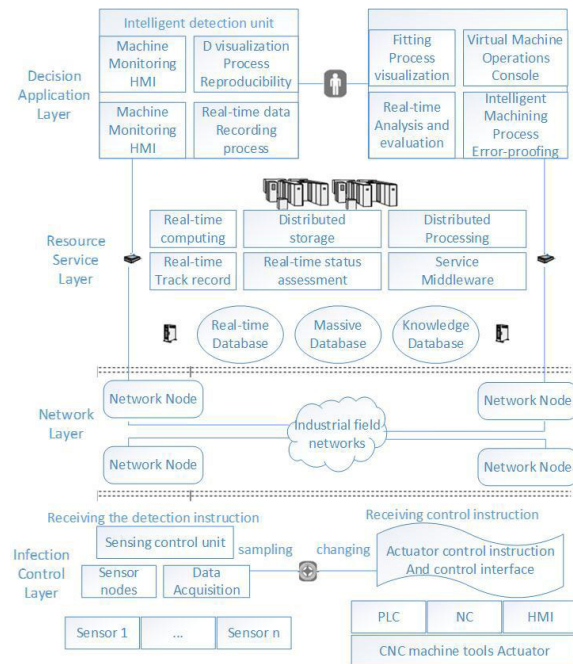 Intelligent detection unit
Machine
Monitoring
HMI
D visualization
Process
Reproducibility
Fitting
Process
visualization
Virtual Machine
Operations
Console
Decision
Application
Layer
Machine
Monitoring
HMI
Real-time data
Recording
process
Real-time
Analysis and
evaluation
Intelligent
Machining
Process
Error-proofing
Real-time
computing
Distributed
storage
Distributed
Processing
Resource
Service
Layer
Real-time
Track record
Real-time status
assessment
Service
Middleware
Real-time
Database
Massive
Database
Knowledge
Database
Network Node
Network Node
Network
Layer
Industrial field
networks
Network Node
Network Node
Receiving the detection instruction
Receiving control instruction
Sensing control unit
sampling
changing
Actuator control instruction
And control interface
Infection
Control
Layer
Sensor
nodes
Data
Acquisition
PLC
NC
HMI
Sensor 1
...
Sensor n
CNC machine tools Actuator